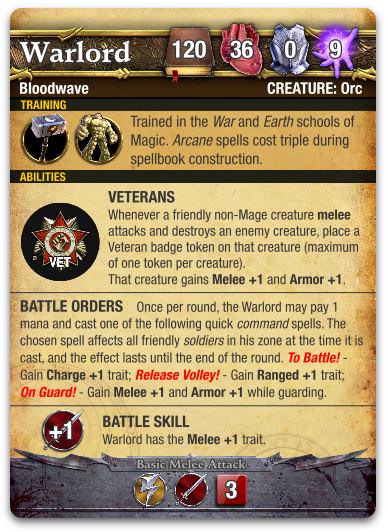 Warlord 120 36 0 9
Bloodwave CREATURE: Orc
TRAINING
Trained in the War and Earth schools of
Magic. Arcane spells cost triple during
spellbook construction.
ABILITIES
VETERANS
Whenever a friendly non-Mage creature melee
attacks and destroys an enemy creature, place a
Veteran badge token on that creature (maximum
of one token per creature).
That creature gains Melee +1 and Armor +1.
VET
BATTLE ORDERS Once per round, the Warlord may pay 1
mana and cast one of the following quick command spells. The
chosen spell affects all friendly soldiers in his zone at the time it
is cast, and the effect lasts until the end of the round. To Battle! -
Gain Charge +1 trait; Release Volley! - Gain Ranged +1 trait;
On Guard! - Gain Melee +1 and Armor +1 while guarding.
+1
BATTLE SKILL
Warlord has the Melee +1 trait.
Basic Melee Attack
3